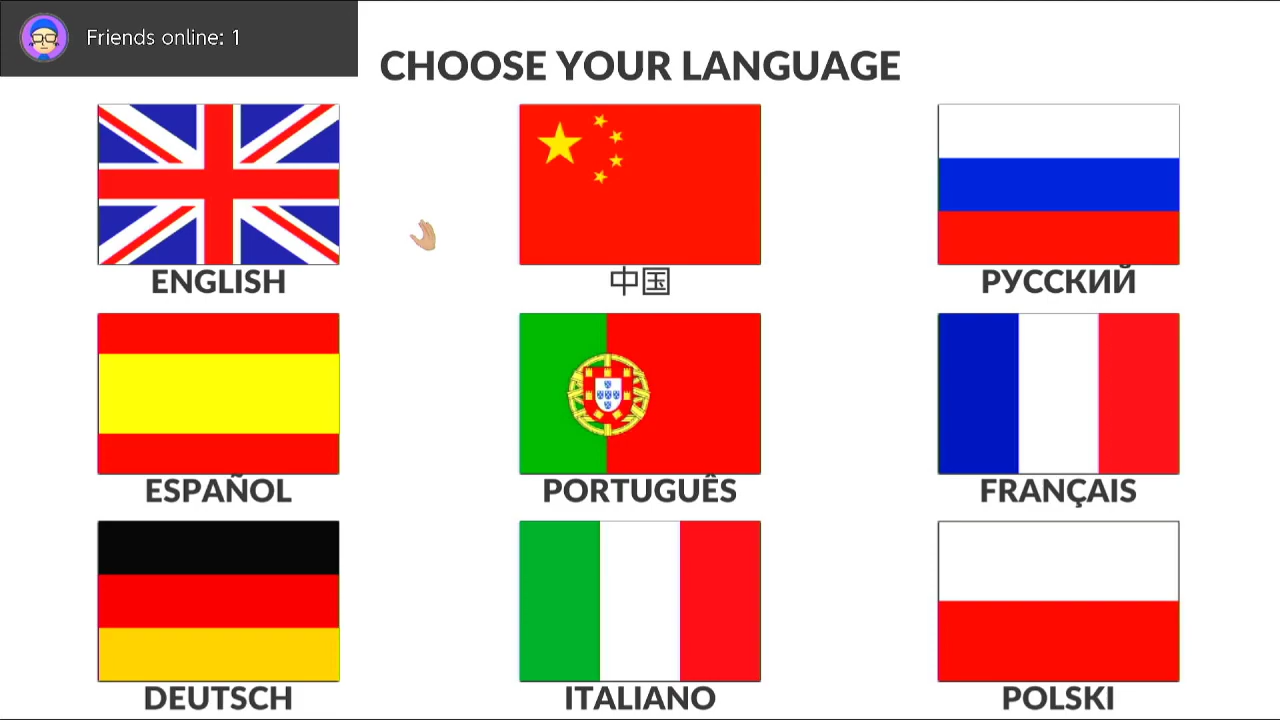 Friends online: 1
CHOOSE YOUR LANGUAGE
ENGLISH
中国
РУССКИЙ
ESPAÑOL
PORTUGUÊS
FRANÇAIS
DEUTSCH
ITALIANO
POLSKI